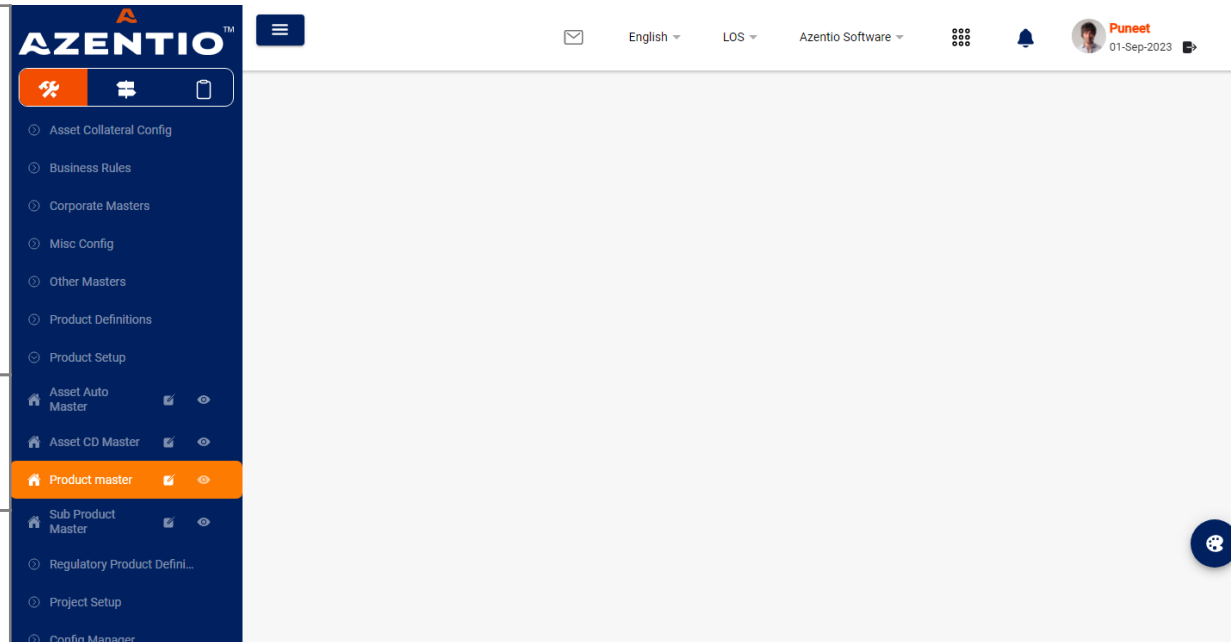 AZENTIO™
English
LOS
Azentio Software
Puneet
01-Sep-2023
Asset Collateral Config
Business Rules
Corporate Masters
Misc Config
Other Masters
Product Definitions
Product Setup
Asset Auto
Master
Asset CD Master
Product master
Sub Product
Master
Regulatory Product Defini...
Project Setup
Config Manager